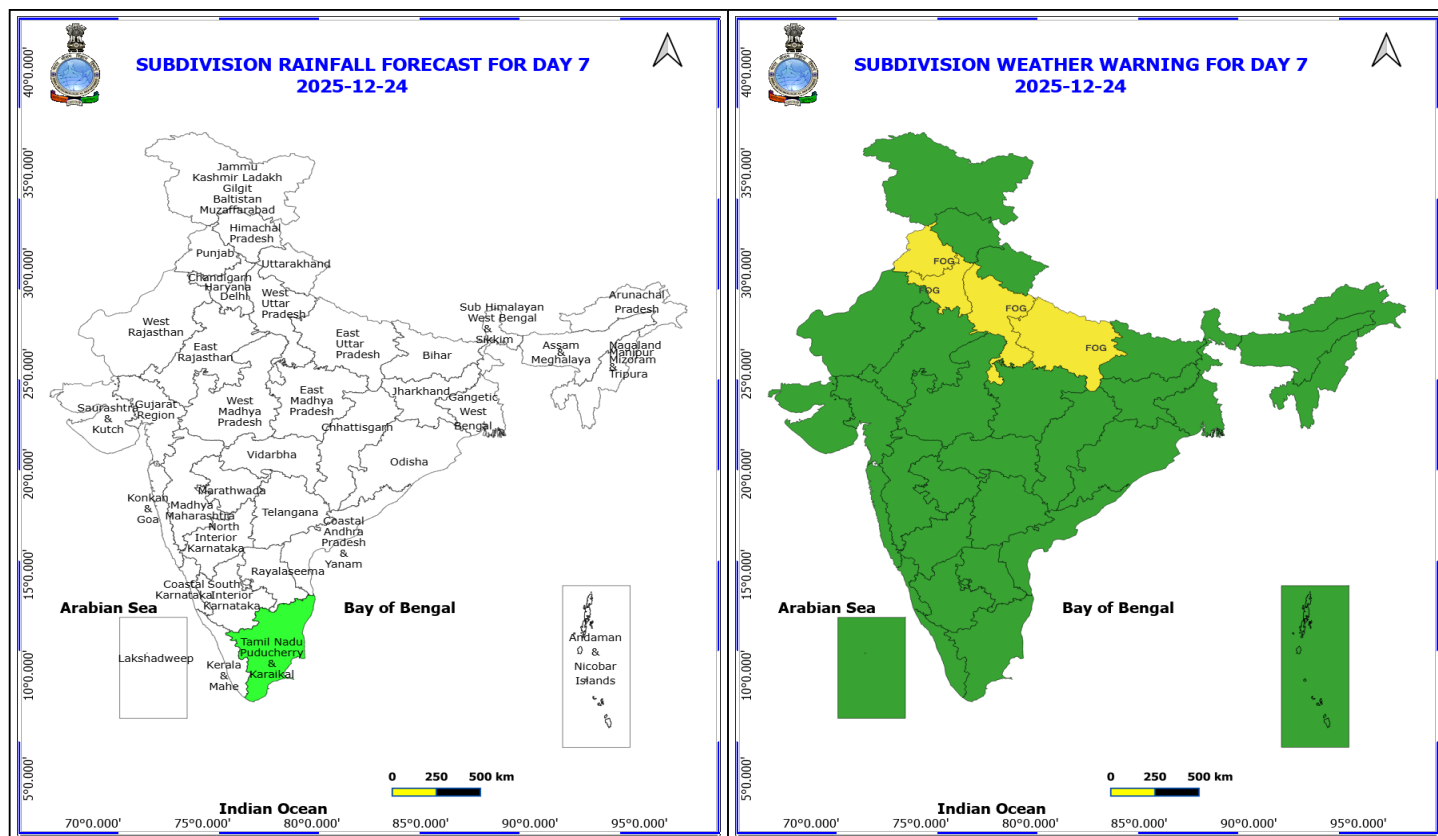 SUBDIVISION RAINFALL FORECAST FOR DAY 7
2025-12-24
40°0.000'
35°0.000'
30°0.000'
25°0.000'
20°0.000'
15°0.000'
10°0.000'
5°0.000'
Jammu
Kashmir Ladakh
Gilgit
Baltistan
Muzaffarabad
Himachal
Pradesh
Punjab
Uttarakhand
Chandigarh
Haryana
Delhi
West
Uttar
Pradesh
Arunachal
Pradesh
Sub Himalayan
West Bengal
&
Sikkim
West
Rajasthan
East
Rajasthan
East
Uttar
Pradesh
Bihar
Assam
&
Meghalaya
Nagaland
Manipur
Mizoram
&
Tripura
Jharkhand
Gangetic
West
Bengal
East
Madhya
Pradesh
West
Madhya
Pradesh
Gujarat
Region
Saurashtra
&
Kutch
Chhattisgarh
Vidarbha
Odisha
Marathwada
Konkan
&
Goa
Madhya
Maharashtra
Telangana
North
Interior
Karnataka
Coastal
Andhra
Pradesh
&
Yanam
Rayalaseema
Coastal
Karnataka
South
Interior
Karnataka
Arabian Sea
Bay of Bengal
Tamil Nadu
Puducherry
&
Karaikal
Lakshadweep
Kerala
&
Mahe
Andaman
&
Nicobar
Islands
0 250 500 km
Indian Ocean
70°0.000' 75°0.000' 80°0.000' 85°0.000' 90°0.000' 95°0.000'
SUBDIVISION WEATHER WARNING FOR DAY 7
2025-12-24
40°0.000'
35°0.000'
30°0.000'
25°0.000'
20°0.000'
15°0.000'
10°0.000'
5°0.000'
FOG
FOG
FOG
FOG
Arabian Sea
Bay of Bengal
0 250 500 km
Indian Ocean
70°0.000' 75°0.000' 80°0.000' 85°0.000' 90°0.000' 95°0.000'